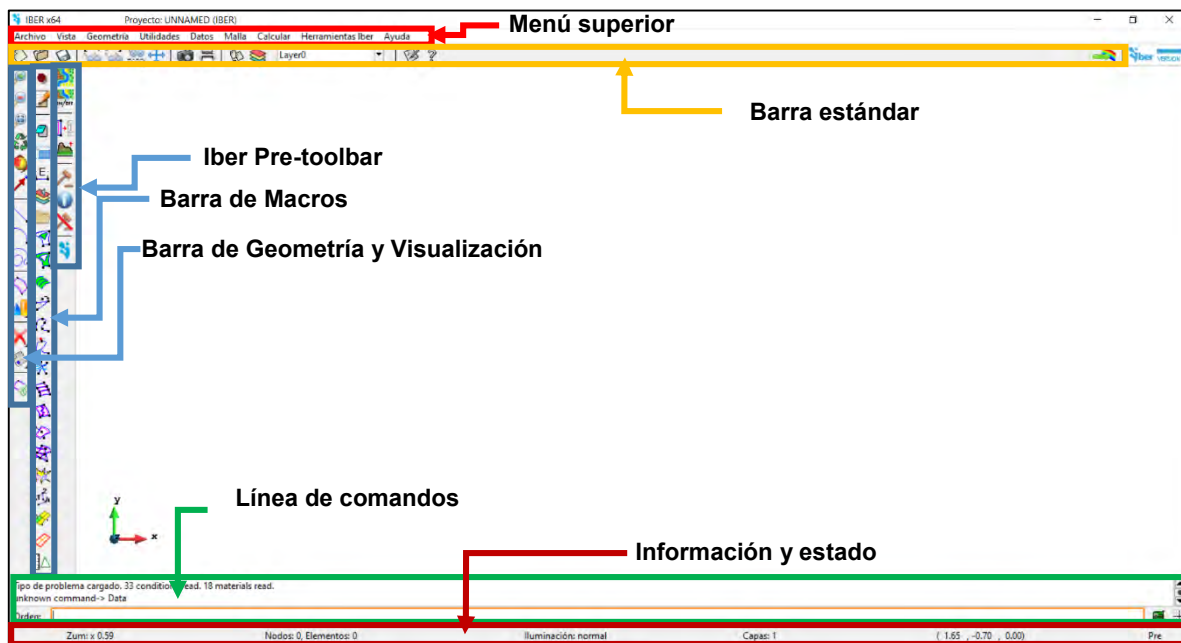 IBER x64 Proyecto: UNNAMED (IBER)
Menú superior
Archivo Vista Geometría Utilidades Datos Malla Calcular Herramientas Iber Ayuda
Layer0
Iber VERSION
Barra estándar
Iber Pre-toolbar
Barra de Macros
Barra de Geometría y Visualización
Línea de comandos
y
x
Información y estado
Tipo de problema cargado. 33 condition read. 18 materials read.
unknown command-> Data
Orden:
Zum: x 0.59 Nodos: 0, Elementos: 0 Iluminación: normal Capas: 1 ( 1.65 , -0.70 , 0.00) Pre